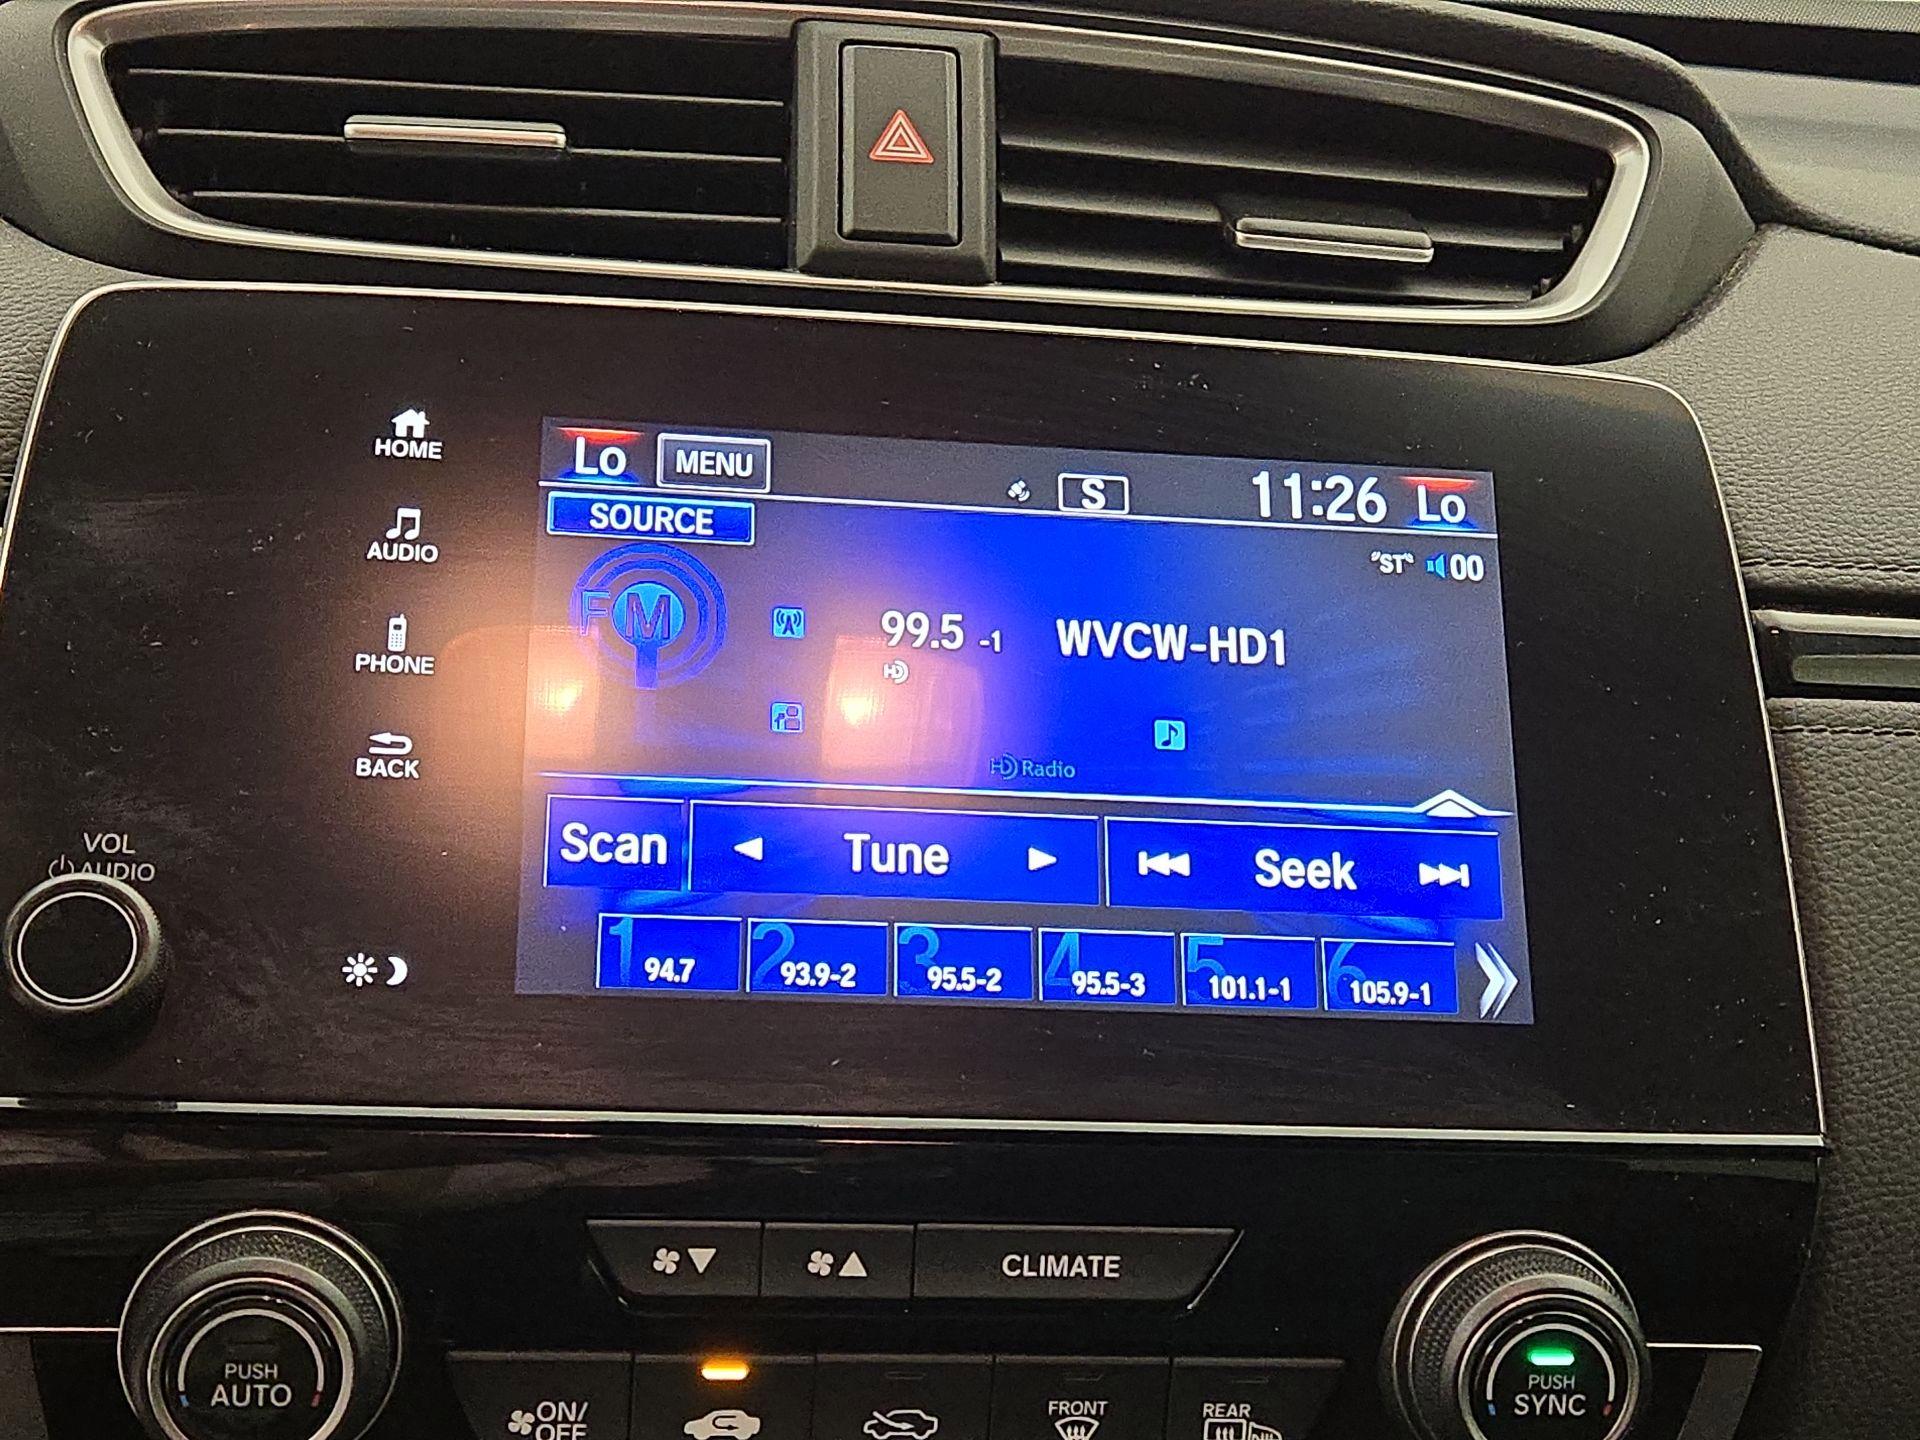 HOME
AUDIO
PHONE
BACK
VOL
AUDIO
Lo
MENU
S
11:26
Lo
SOURCE
"ST"
00
FM
99.5 -1
WVCW-HD1
HD
HD Radio
Scan
Tune
Seek
1 94.7
2 93.9-2
3 95.5-2
4 95.5-3
5 101.1-1
6 105.9-1
CLIMATE
PUSH
AUTO
ON/
OFF
FRONT
REAR
PUSH
SYNC